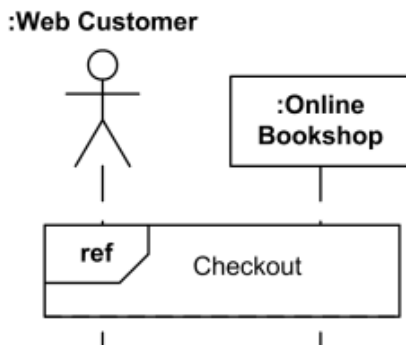 :Web Customer
:Online
Bookshop
ref
Checkout